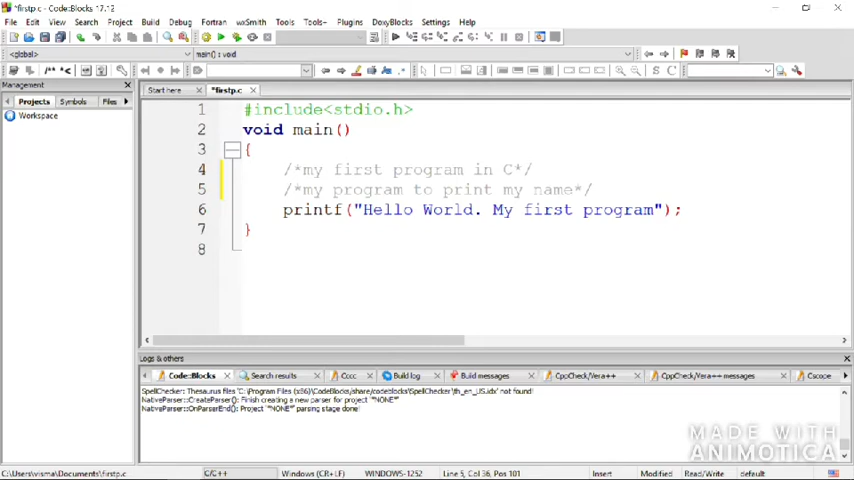 *firstp.c - Code::Blocks 17.12
File Edit View Search Project Build Debug Fortran wxSmith Tools Tools+ Plugins DoxyBlocks Settings Help
<global> main() : void
/** *<
S C
Management
Projects Symbols Files
Workspace
Start here *firstp.c
1 #include<stdio.h>
2 void main()
3 {
4 /*my first program in C*/
5 /*my program to print my name*/
6 printf("Hello World. My first program");
7 }
8
Logs & others
Code::Blocks Search results Cccc Build log Build messages CppCheck/Vera++ CppCheck/Vera++ messages Cscope
SpellChecker: Thesaurus files 'C:\Program Files (x86)\CodeBlocks/share/codeblocks/SpellChecker\th_en_US.idx' not found!
NativeParser::CreateParser(): Finish creating a new parser for project '*NONE*'
NativeParser::OnParserEnd(): Project '*NONE*' parsing stage done!
MADE WITH
ANIMOTICA
C:\Users\visma\Documents\firstp.c C/C++ Windows (CR+LF) WINDOWS-1252 Line 5, Col 36, Pos 101 Insert Modified Read/Write default